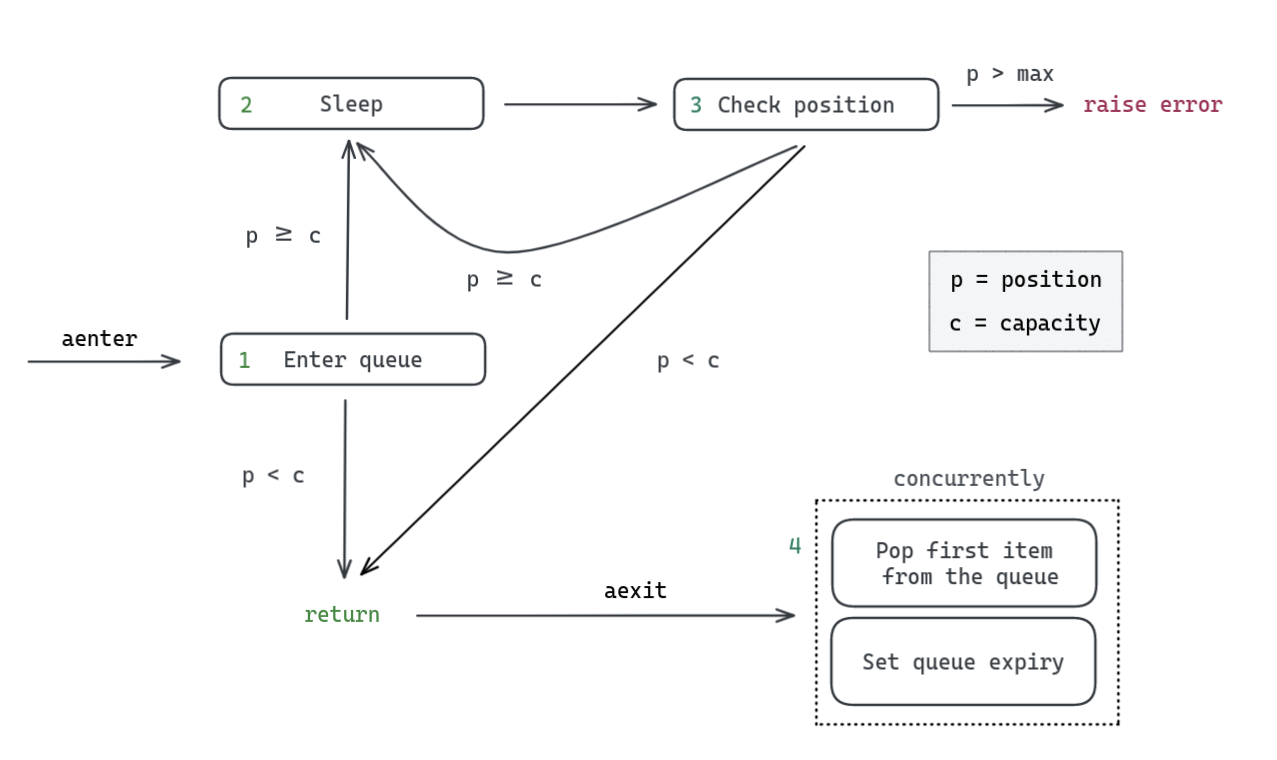 p > max
2 Sleep
3 Check position
raise error
p ≥ c
p ≥ c
p = position
c = capacity
aenter
1 Enter queue
p < c
p < c
concurrently
4
Pop first item
from the queue
aexit
return
Set queue expiry